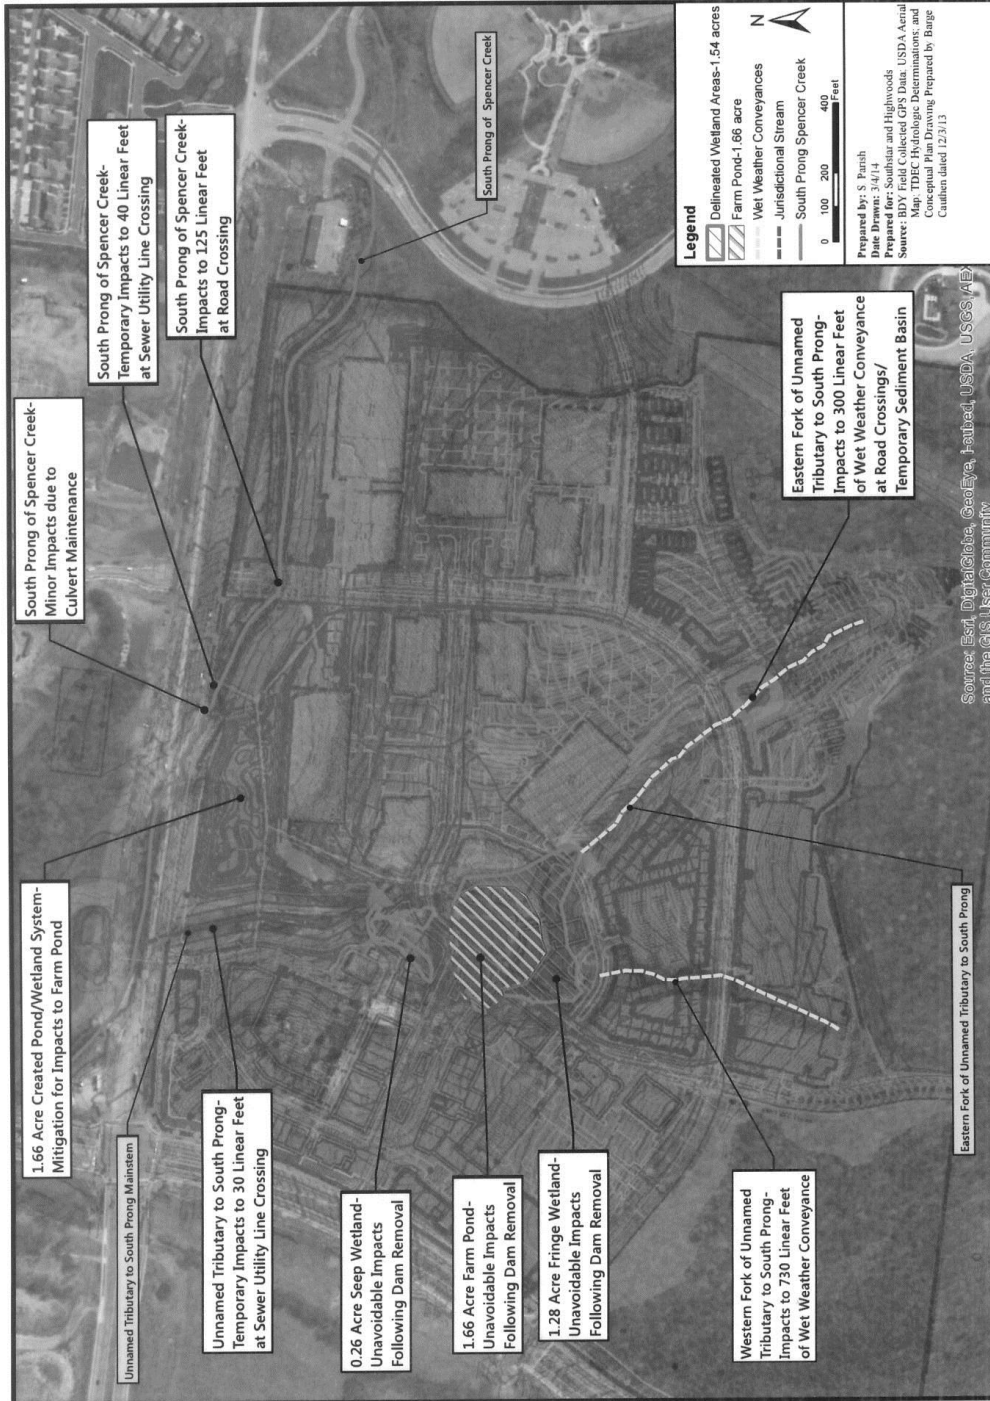 1.66 Acre Created Pond/Wetland System-
Mitigation for Impacts to Farm Pond
South Prong of Spencer Creek-
Minor Impacts due to
Culvert Maintenance
South Prong of Spencer Creek-
Temporary Impacts to 40 Linear Feet
at Sewer Utility Line Crossing
South Prong of Spencer Creek-
Impacts to 125 Linear Feet
at Road Crossing
South Prong of Spencer Creek
Unnamed Tributary to South Prong Mainstem
Unnamed Tributary to South Prong-
Temporary Impacts to 30 Linear Feet
at Sewer Utility Line Crossing
0.26 Acre Seep Wetland-
Unavoidable Impacts
Following Dam Removal
1.66 Acre Farm Pond-
Unavoidable Impacts
Following Dam Removal
1.28 Acre Fringe Wetland-
Unavoidable Impacts
Following Dam Removal
Western Fork of Unnamed
Tributary to South Prong-
Impacts to 730 Linear Feet
of Wet Weather Conveyance
Eastern Fork of Unnamed Tributary to South Prong
Eastern Fork of Unnamed
Tributary to South Prong-
Impacts to 300 Linear Feet
of Wet Weather Conveyance
at Road Crossings/
Temporary Sediment Basin
Legend
Delineated Wetland Areas-1.54 acres
Farm Pond-1.66 acre
Wet Weather Conveyances
Jurisdictional Stream
South Prong Spencer Creek
N
0 100 200 400
Feet
Prepared by: S. Parish
Date Drawn: 3/4/14
Prepared for: Southstar and Highwoods
Source: BDY Field Collected GPS Data: USDA Aerial
Map: TDEC Hydrologic Determinations; and
Conceptual Plan Drawing Prepared by Barge
Cauthen dated 12/3/13
Source: Esri, DigitalGlobe, GeoEye, i-cubed, USDA, USGS, AEX
and the GIS User Community